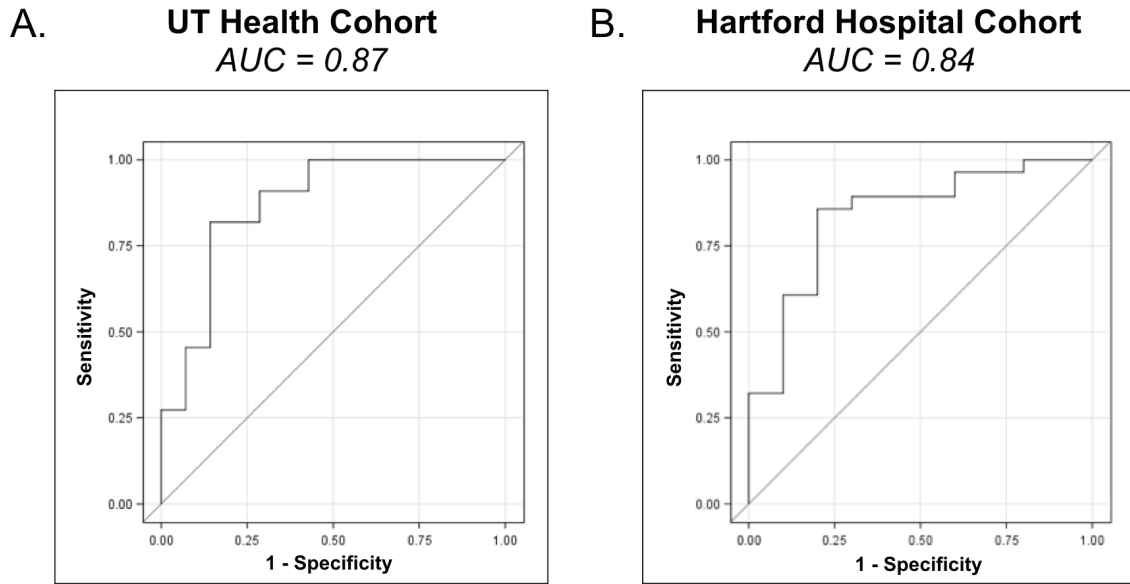 A.
UT Health Cohort
AUC = 0.87
1.00
0.75
0.50
0.25
0.00
Sensitivity
0.00 0.25 0.50 0.75 1.00
1 - Specificity
B.
Hartford Hospital Cohort
AUC = 0.84
1.00
0.75
0.50
0.25
0.00
Sensitivity
0.00 0.25 0.50 0.75 1.00
1 - Specificity